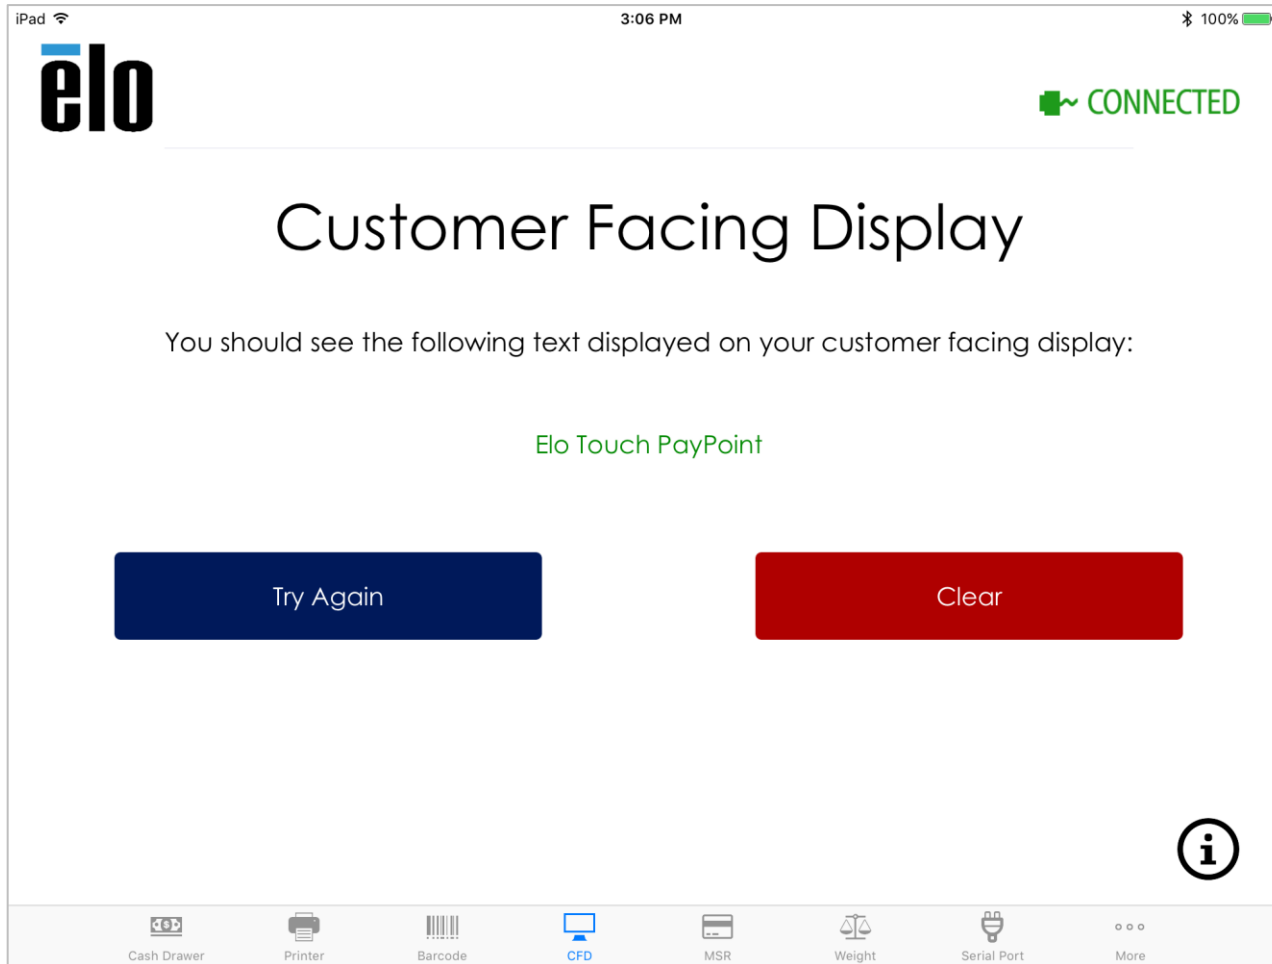 iPad 3:06 PM 100%
ēlo
CONNECTED
Customer Facing Display
You should see the following text displayed on your customer facing display:
Elo Touch PayPoint
Try Again Clear
i
Cash Drawer Printer Barcode CFD MSR Weight Serial Port More